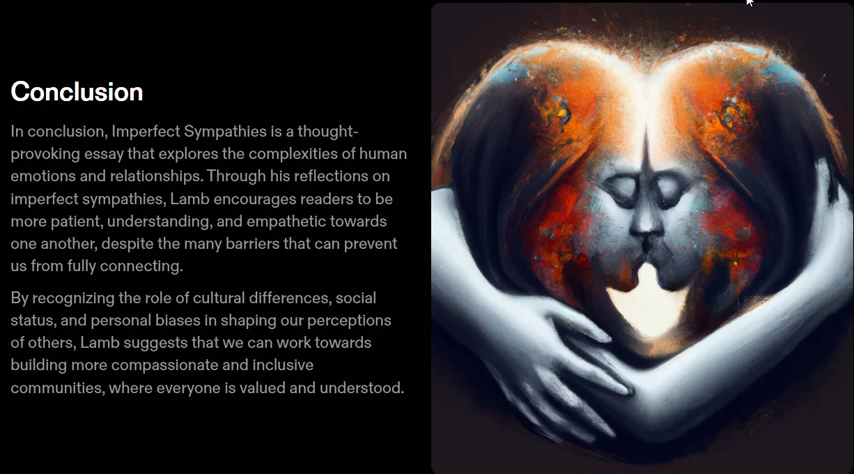 Conclusion
In conclusion, Imperfect Sympathies is a thought-
provoking essay that explores the complexities of human
emotions and relationships. Through his reflections on
imperfect sympathies, Lamb encourages readers to be
more patient, understanding, and empathetic towards
one another, despite the many barriers that can prevent
us from fully connecting.
By recognizing the role of cultural differences, social
status, and personal biases in shaping our perceptions
of others, Lamb suggests that we can work towards
building more compassionate and inclusive
communities, where everyone is valued and understood.